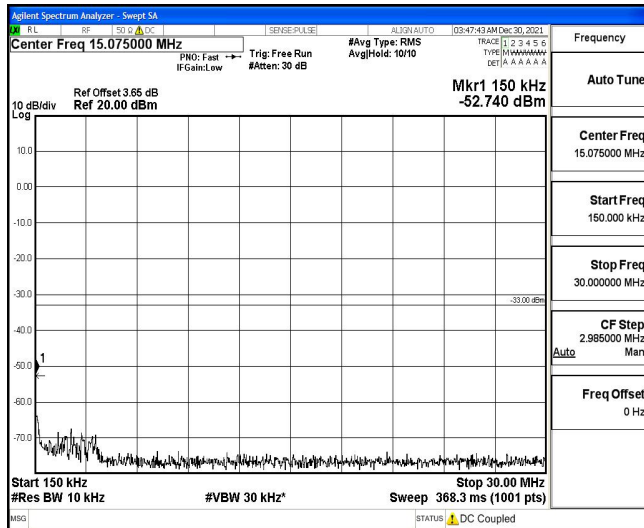 Agilent Spectrum Analyzer - Swept SA
LXI RL RF 50 Ω DC SENSE:PULSE ALIGN AUTO 03:47:43 AM Dec 30, 2021
Center Freq 15.075000 MHz
PNO: Fast
IFGain:Low
Trig: Free Run
#Atten: 30 dB
#Avg Type: RMS
Avg|Hold: 10/10
TRACE 1 2 3 4 5 6
TYPE M W W W W W
DET A A A A A A
Ref Offset 3.65 dB
10 dB/div Ref 20.00 dBm
Log
Mkr1 150 kHz
-52.740 dBm
10.0
0.00
-10.0
-20.0
-30.0
-33.00 dBm
-40.0
-50.0
1
-60.0
-70.0
Start 150 kHz Stop 30.00 MHz
#Res BW 10 kHz #VBW 30 kHz* Sweep 368.3 ms (1001 pts)
MSG STATUS DC Coupled
Frequency
Auto Tune
Center Freq
15.075000 MHz
Start Freq
150.000 kHz
Stop Freq
30.000000 MHz
CF Step
2.985000 MHz
Auto Man
Freq Offset
0 Hz